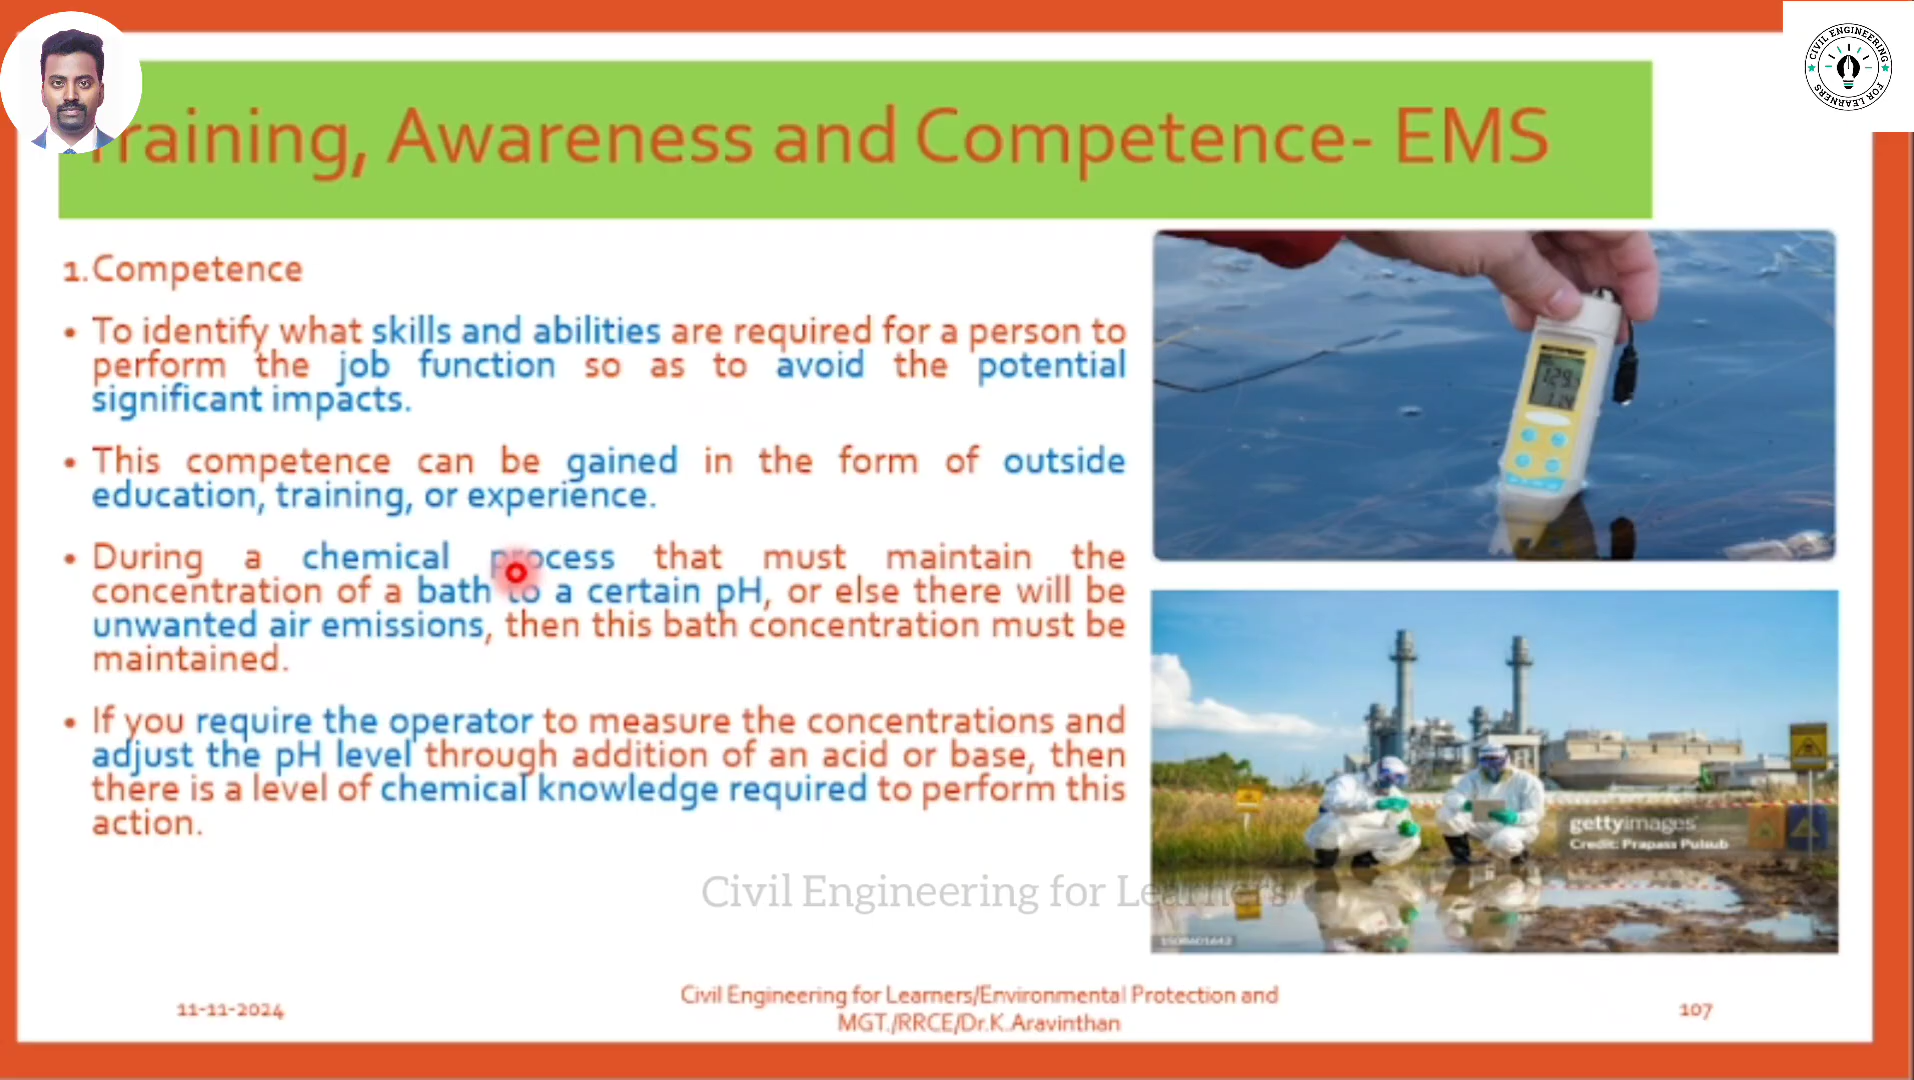 CIVIL ENGINEERING
FOR LEARNERS
Training, Awareness and Competence- EMS
1. Competence
• To identify what skills and abilities are required for a person to
perform the job function so as to avoid the potential
significant impacts.
• This competence can be gained in the form of outside
education, training, or experience.
• During a chemical process that must maintain the
concentration of a bath to a certain pH, or else there will be
unwanted air emissions, then this bath concentration must be
maintained.
• If you require the operator to measure the concentrations and
adjust the pH level through addition of an acid or base, then
there is a level of chemical knowledge required to perform this
action.
gettyimages
Credit: Prapass Pulsub
Civil Engineering for Learners
11-11-2024
Civil Engineering for Learners/Environmental Protection and
MGT./RRCE/Dr.K.Aravinthan
107